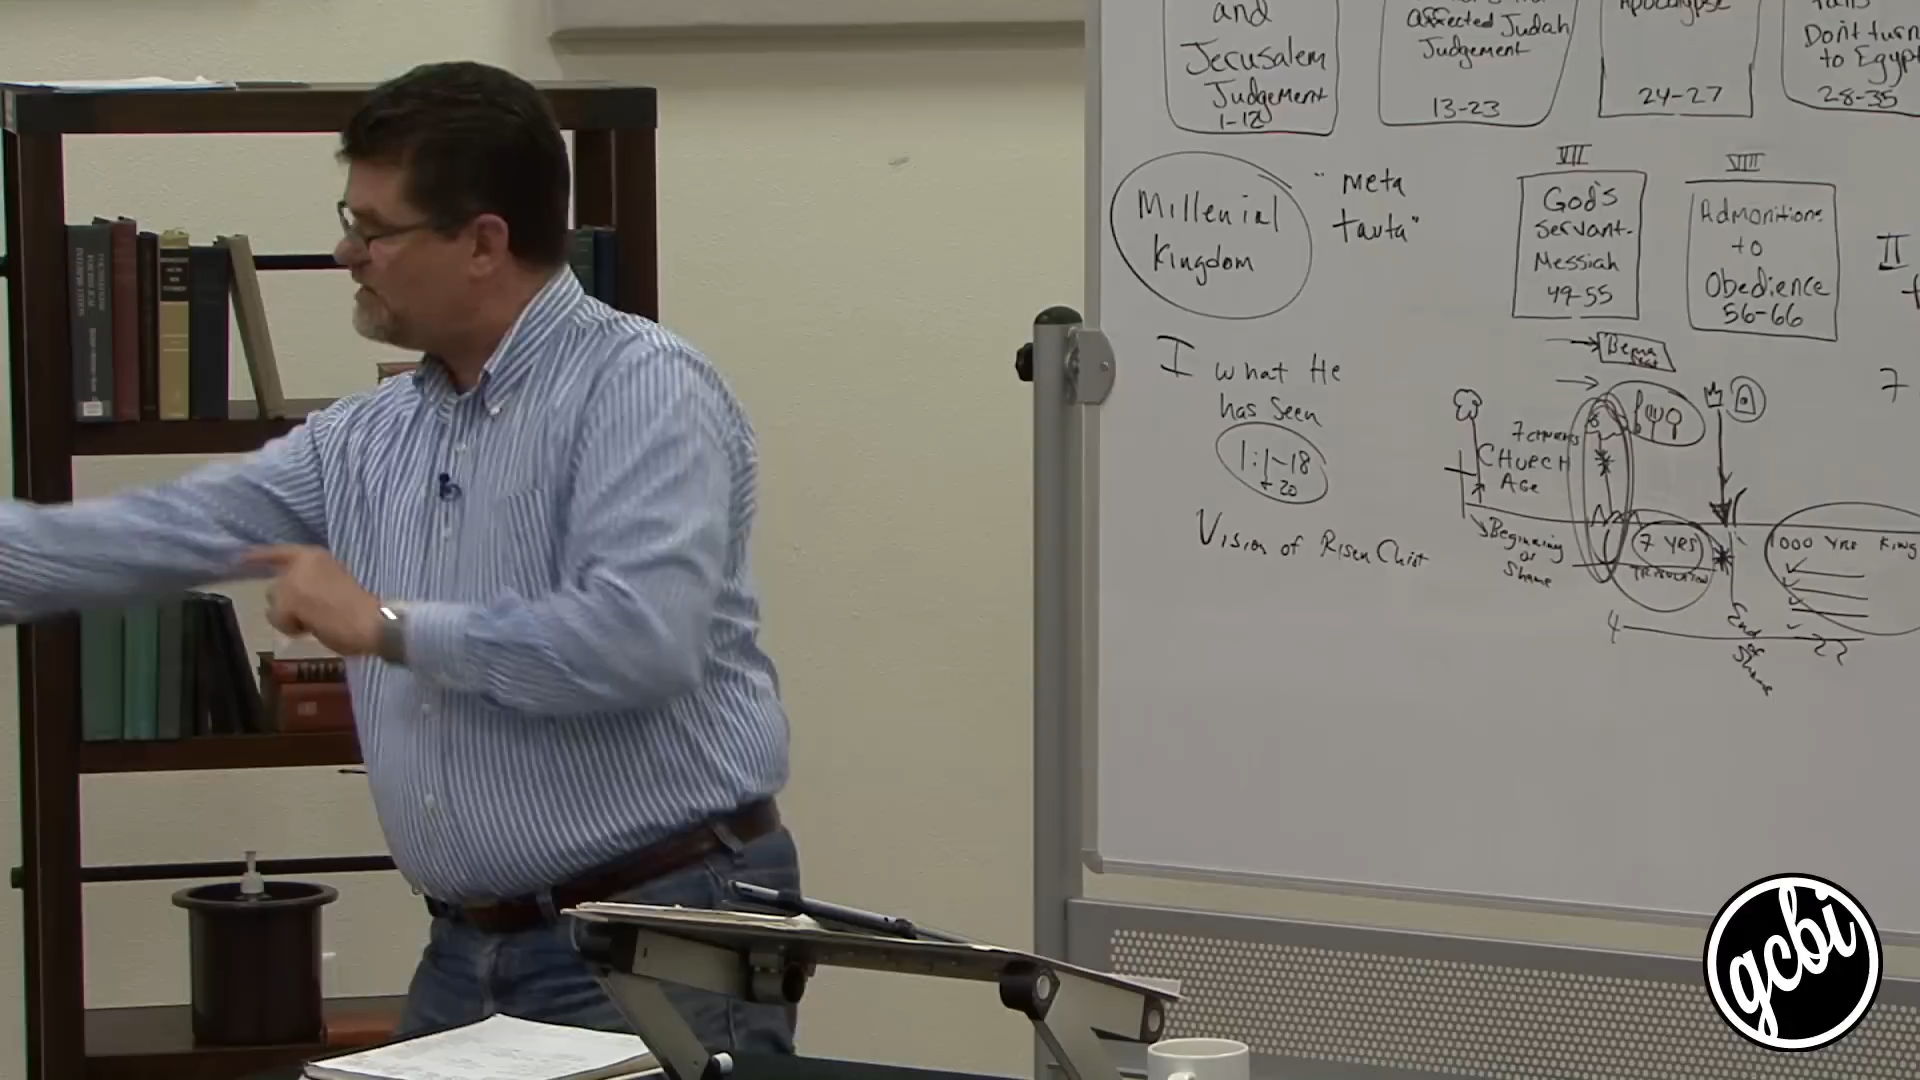 and
Jerusalem
Judgement
1-12
Affected Judah
Judgement
13-23
Apocalypse
24-27
Don't turn
to Egypt
28-35
Millenial
Kingdom
"meta
tauta"
VII
God's
Servant-
Messiah
49-55
VIII
Admonitions
to
Obedience
56-66
II
I what He
has Seen
1:1-18
+ 20
Vision of Risen Christ
Bema
Seat
7
CHURCH
AGE
Beginning
of
Shame
7 yrs
TRIBULATION
1000 yrs King
End
of
Shame
4
22
gcbi